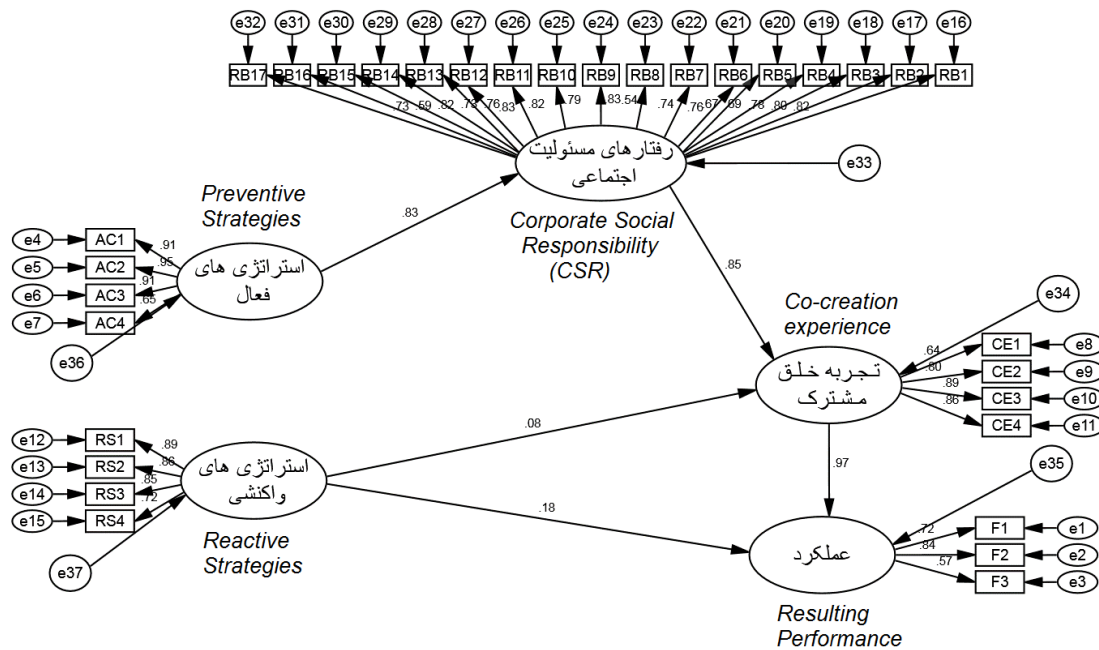 e32 e31 e30 e29 e28 e27 e26 e25 e24 e23 e22 e21 e20 e19 e18 e17 e16
RB17 RB16 RB15 RB14 RB13 RB12 RB11 RB10 RB9 RB8 RB7 RB6 RB5 RB4 RB3 RB2 RB1
.73 .59 .82 .73 .76 .83 .82 .79 .83 .54 .74 .76 .67 .69 .78 .80 .82
رفتارهای مسئولیت
اجتماعی
e33
Preventive
Strategies
Corporate Social
Responsibility
(CSR)
.83
e4 AC1 .91
e5 AC2 .95
e6 AC3 .91
e7 AC4 .65
استراتژی های
فعال
e36
.85
Co-creation
experience
e34
تجربه خلق
مشترک
.64 CE1 e8
.80 CE2 e9
.89 CE3 e10
.86 CE4 e11
.08
e12 RS1 .89
e13 RS2 .86
e14 RS3 .85
e15 RS4 .72
استراتژی های
واکنشی
e37
Reactive
Strategies
.97
.18
e35
عملکرد
.72 F1 e1
.84 F2 e2
.57 F3 e3
Resulting
Performance